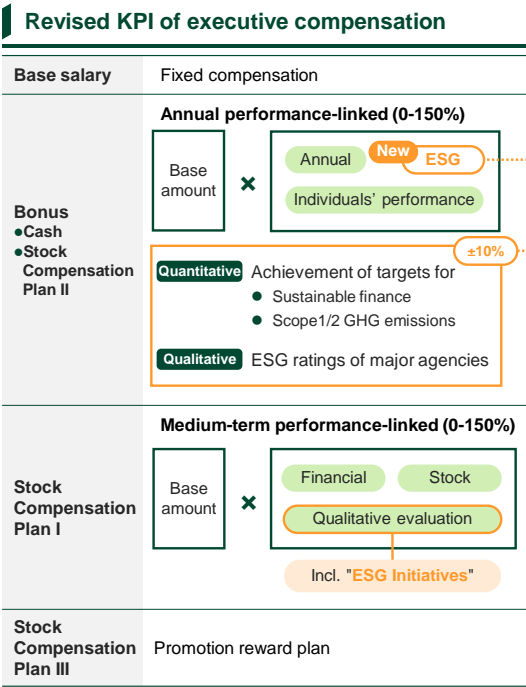 Revised KPI of executive compensation
Base salary
Fixed compensation
Bonus
●Cash
●Stock
Compensation
Plan II
Annual performance-linked (0-150%)
Base
amount
×
Annual
New
ESG
Individuals' performance
±10%
Quantitative Achievement of targets for
● Sustainable finance
● Scope1/2 GHG emissions
Qualitative ESG ratings of major agencies
Stock
Compensation
Plan I
Medium-term performance-linked (0-150%)
Base
amount
×
Financial
Stock
Qualitative evaluation
Incl. "ESG Initiatives"
Stock
Compensation
Plan III
Promotion reward plan